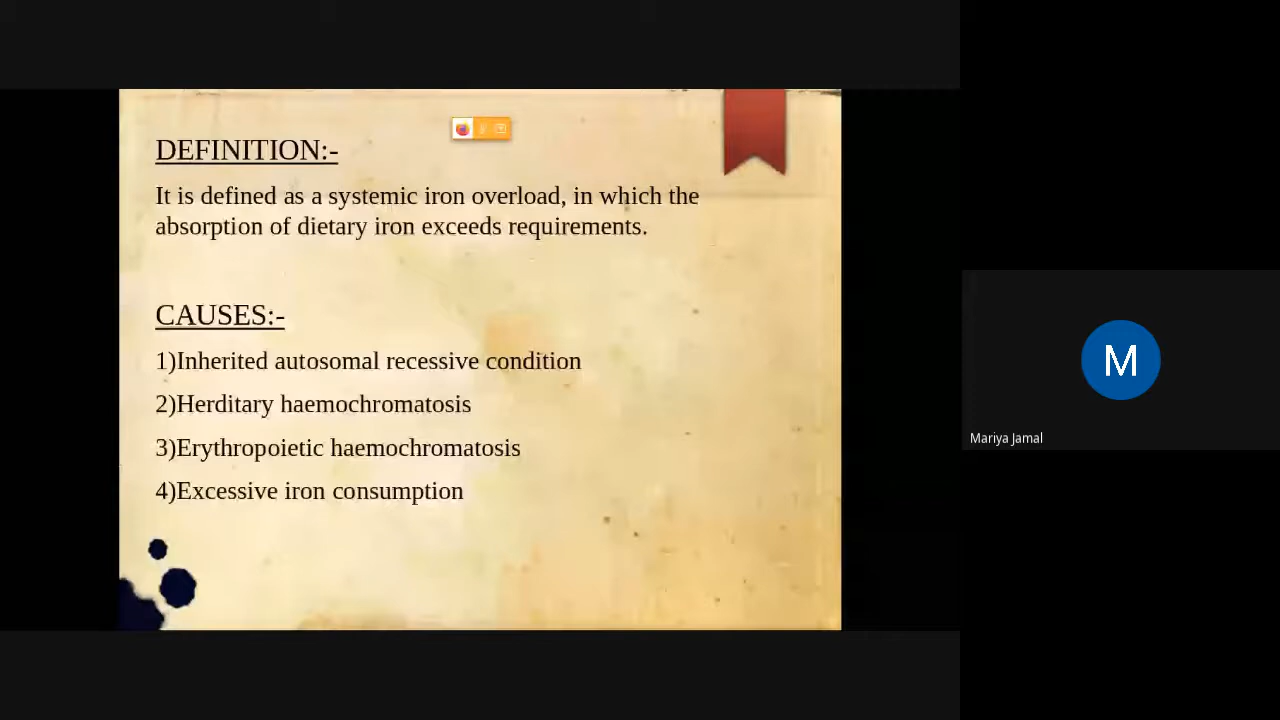 DEFINITION:-
It is defined as a systemic iron overload, in which the
absorption of dietary iron exceeds requirements.
CAUSES:-
1)Inherited autosomal recessive condition
2)Herditary haemochromatosis
3)Erythropoietic haemochromatosis
4)Excessive iron consumption
M
Mariya Jamal